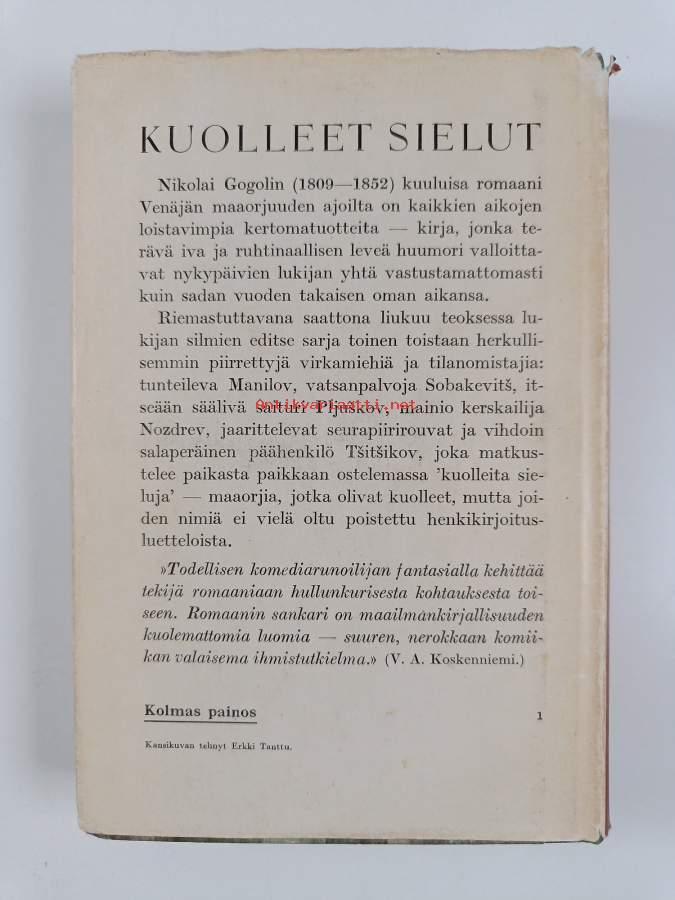 KUOLLEET SIELUT
Nikolai Gogolin (1809—1852) kuuluisa romaani
Venäjän maaorjuuden ajoilta on kaikkien aikojen
loistavimpia kertomatuotteita — kirja, jonka te-
rävä iva ja ruhtinaallisen leveä huumori valloitta-
vat nykypäivien lukijan yhtä vastustamattomasti
kuin sadan vuoden takaisen oman aikansa.
Riemastuttavana saattona liukuu teoksessa lu-
kijan silmien editse sarja toinen toistaan herkulli-
semmin piirrettyjä virkamiehiä ja tilanomistajia:
tunteileva Manilov, vatsanpalvoja Sobakevitš, it-
seään säälivä saituri Pljuškov, mainio kerskailija
antikvariaatti.net
Nozdrev, jaarittelevat seurapiirirouvat ja vihdoin
salaperäinen päähenkilö Tšitšikov, joka matkus-
telee paikasta paikkaan ostelemassa 'kuolleita sie-
luja' — maaorjia, jotka olivat kuolleet, mutta joi-
den nimiä ei vielä oltu poistettu henkikirjoitus-
luetteloista.
»Todellisen komediarunoilijan fantasialla kehittää
tekijä romaaniaan hullunkurisesta kohtauksesta toi-
seen. Romaanin sankari on maailmankirjallisuuden
kuolemattomia luomia — suuren, nerokkaan komii-
kan valaisema ihmistutkielma.» (V. A. Koskenniemi.)
Kolmas painos 1
Kansikuvan tehnyt Erkki Tanttu.